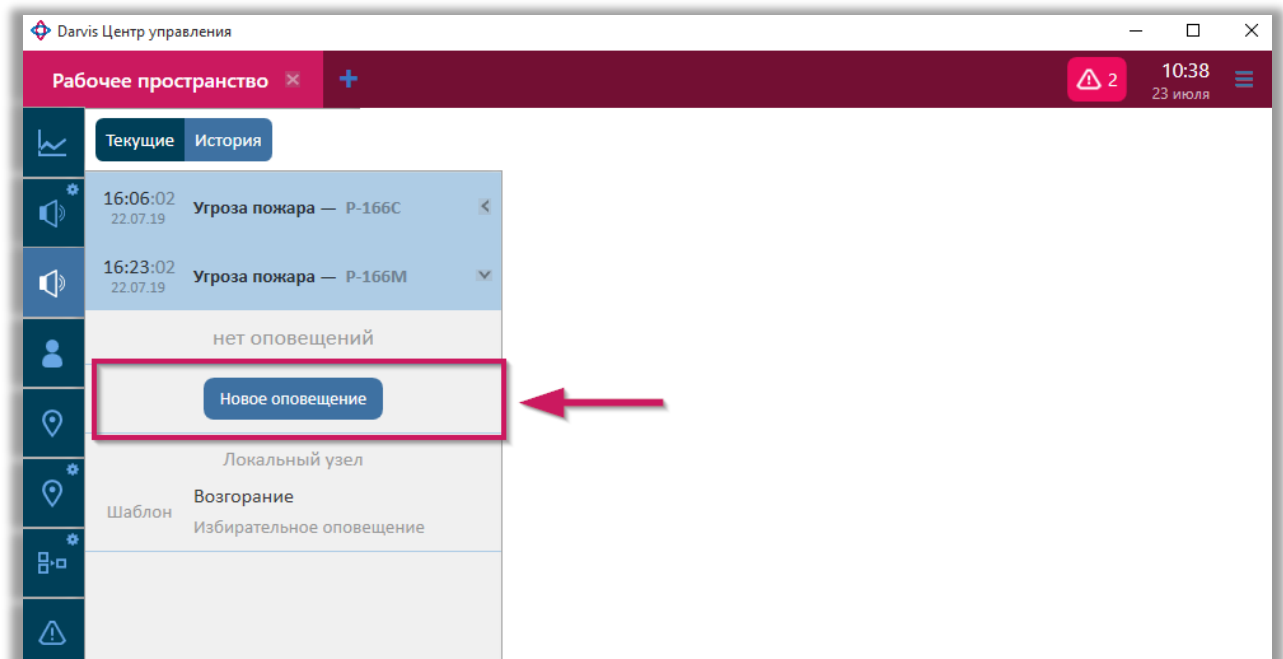 Darvis Центр управления
Рабочее пространство
2
10:38
23 июля
Текущие История
16:06:02
22.07.19
Угроза пожара — Р-166С
16:23:02
22.07.19
Угроза пожара — Р-166М
нет оповещений
Новое оповещение
Локальный узел
Шаблон
Возгорание
Избирательное оповещение